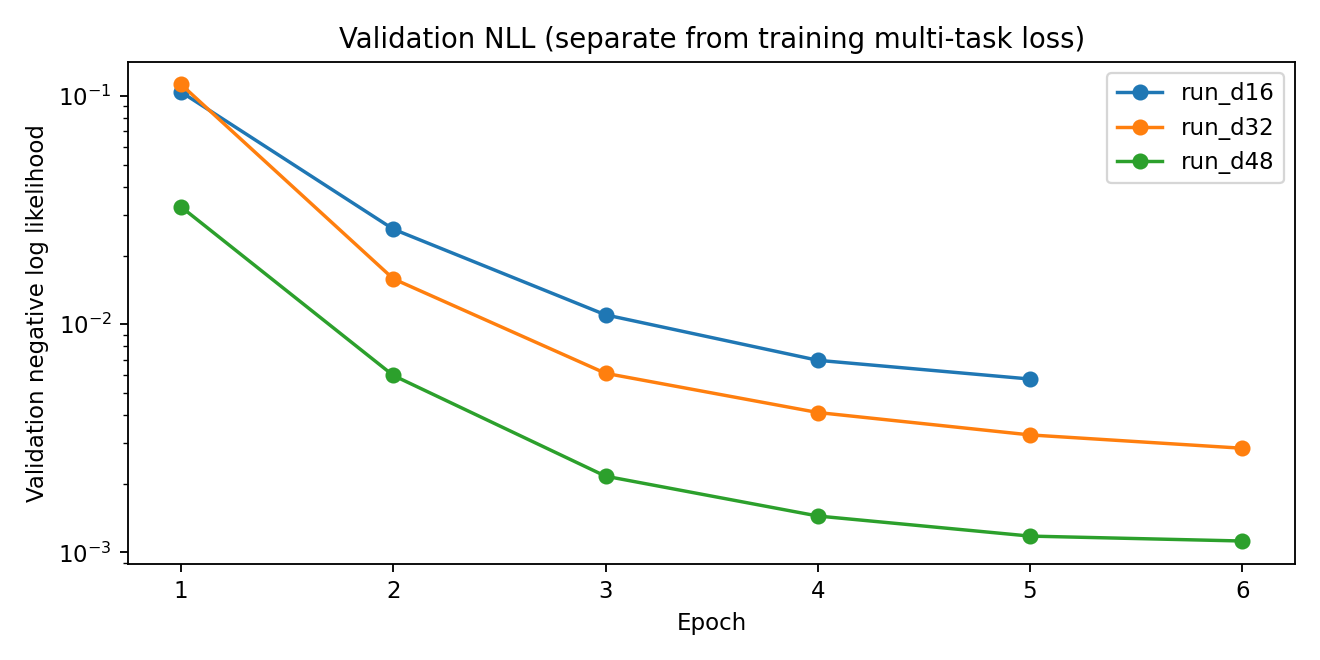 Validation NLL (separate from training multi-task loss)
run_d16
run_d32
run_d48
Validation negative log likelihood
10⁻¹
10⁻²
10⁻³
1 2 3 4 5 6
Epoch